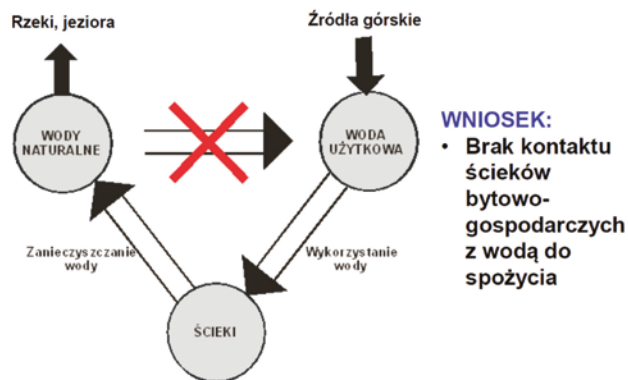 Rzeki, jeziora
Źródła górskie
WODY
NATURALNE
WODA
UŻYTKOWA
WNIOSEK:
• Brak kontaktu
ścieków
bytowo-
gospodarczych
z wodą do
spożycia
Zanieczyszczanie
wody
Wykorzystanie
wody
ŚCIEKI